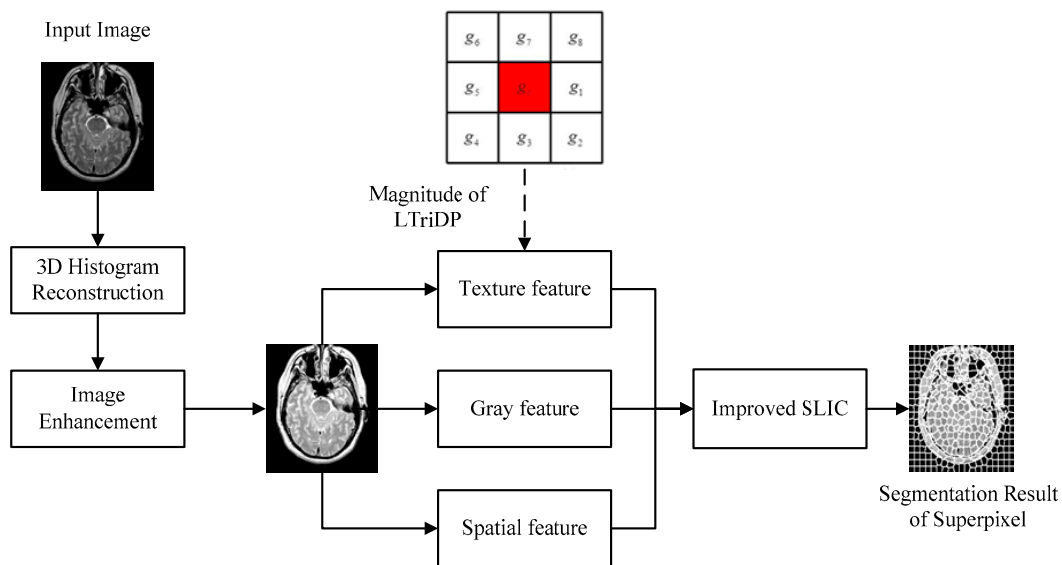 Input Image
g6 g7 g8
g5 g g1
g4 g3 g2
Magnitude of
LTriDP
3D Histogram
Reconstruction
Image
Enhancement
Texture feature
Gray feature
Spatial feature
Improved SLIC
Segmentation Result
of Superpixel